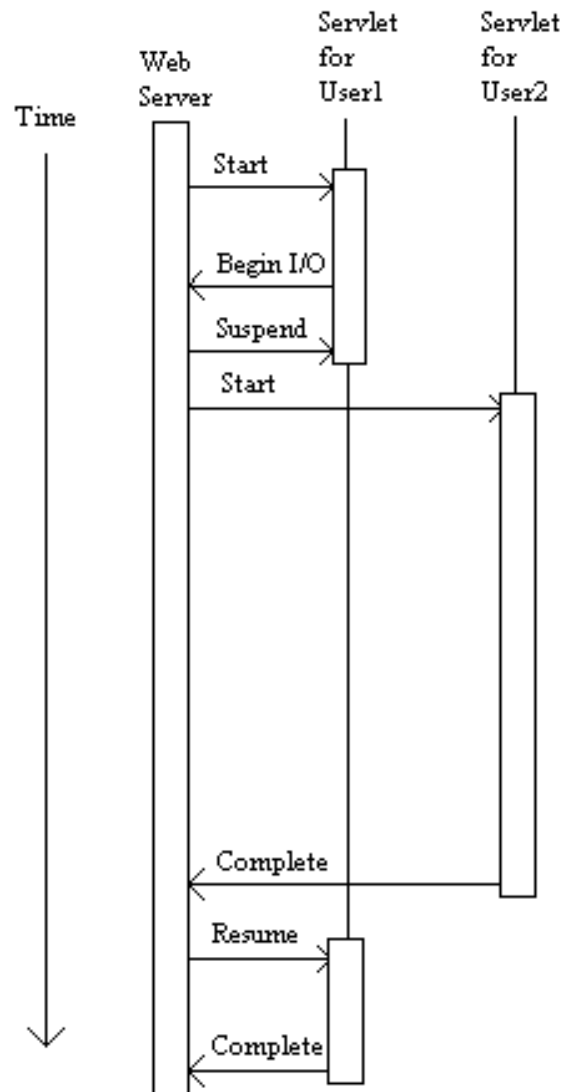 Time
Web
Server
Servlet
for
User1
Servlet
for
User2
Start
Begin I/O
Suspend
Start
Complete
Resume
Complete